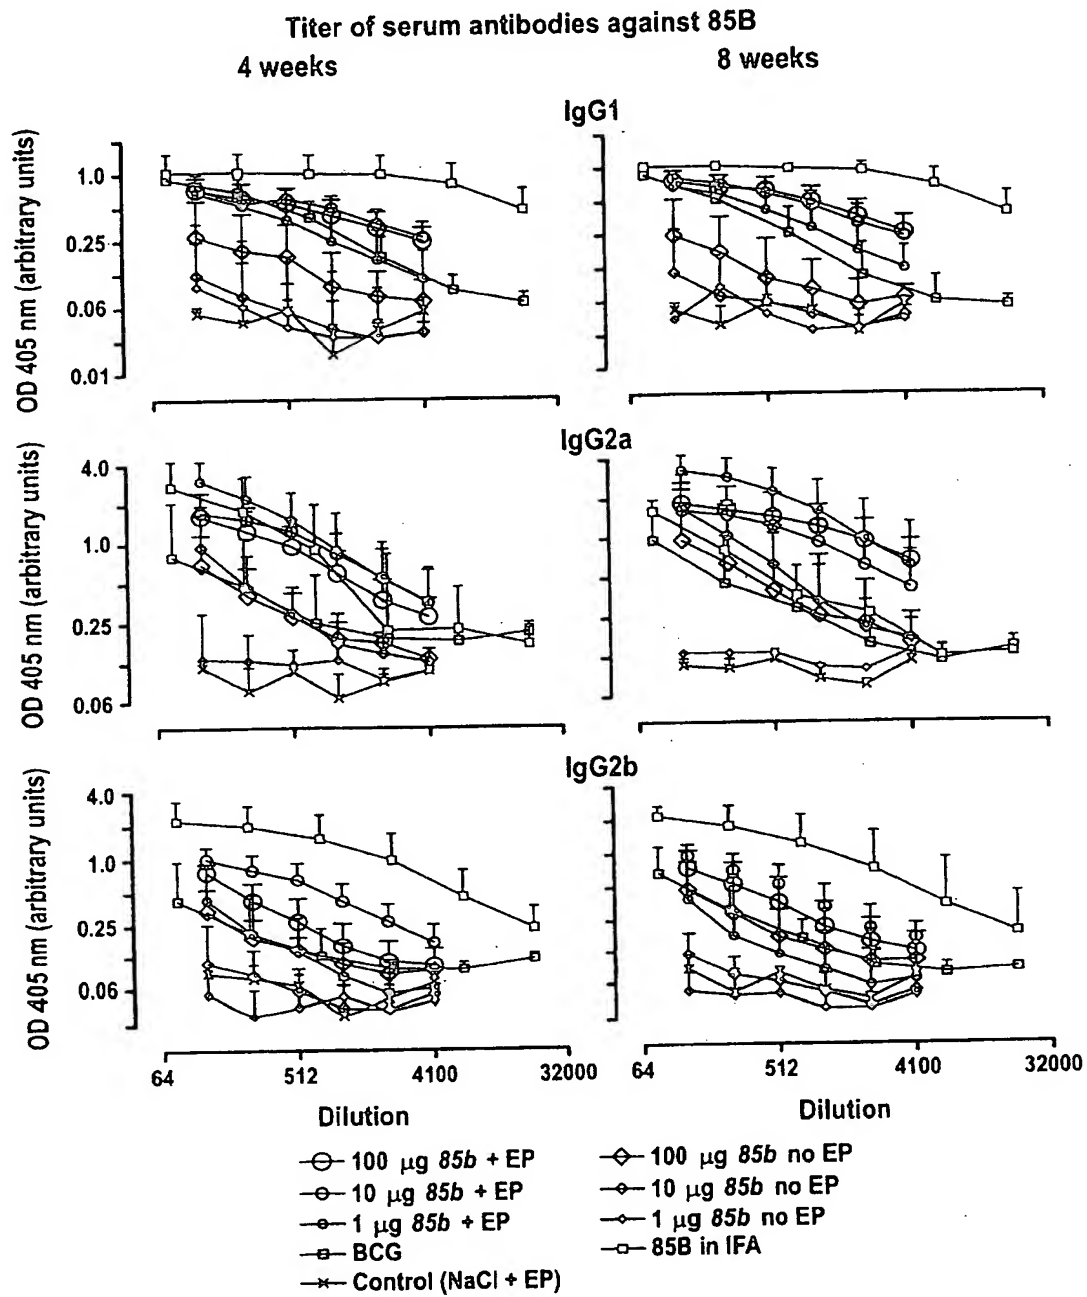 Titer of serum antibodies against 85B
4 weeks
8 weeks
IgG1
OD 405 nm (arbitrary units)
1.0
0.25
0.06
0.01
IgG2a
OD 405 nm (arbitrary units)
4.0
1.0
0.25
0.06
IgG2b
OD 405 nm (arbitrary units)
4.0
1.0
0.25
0.06
64
512
4100
32000
64
512
4100
32000
Dilution
Dilution
100 µg 85b + EP
10 µg 85b + EP
1 µg 85b + EP
BCG
Control (NaCl + EP)
100 µg 85b no EP
10 µg 85b no EP
1 µg 85b no EP
85B in IFA